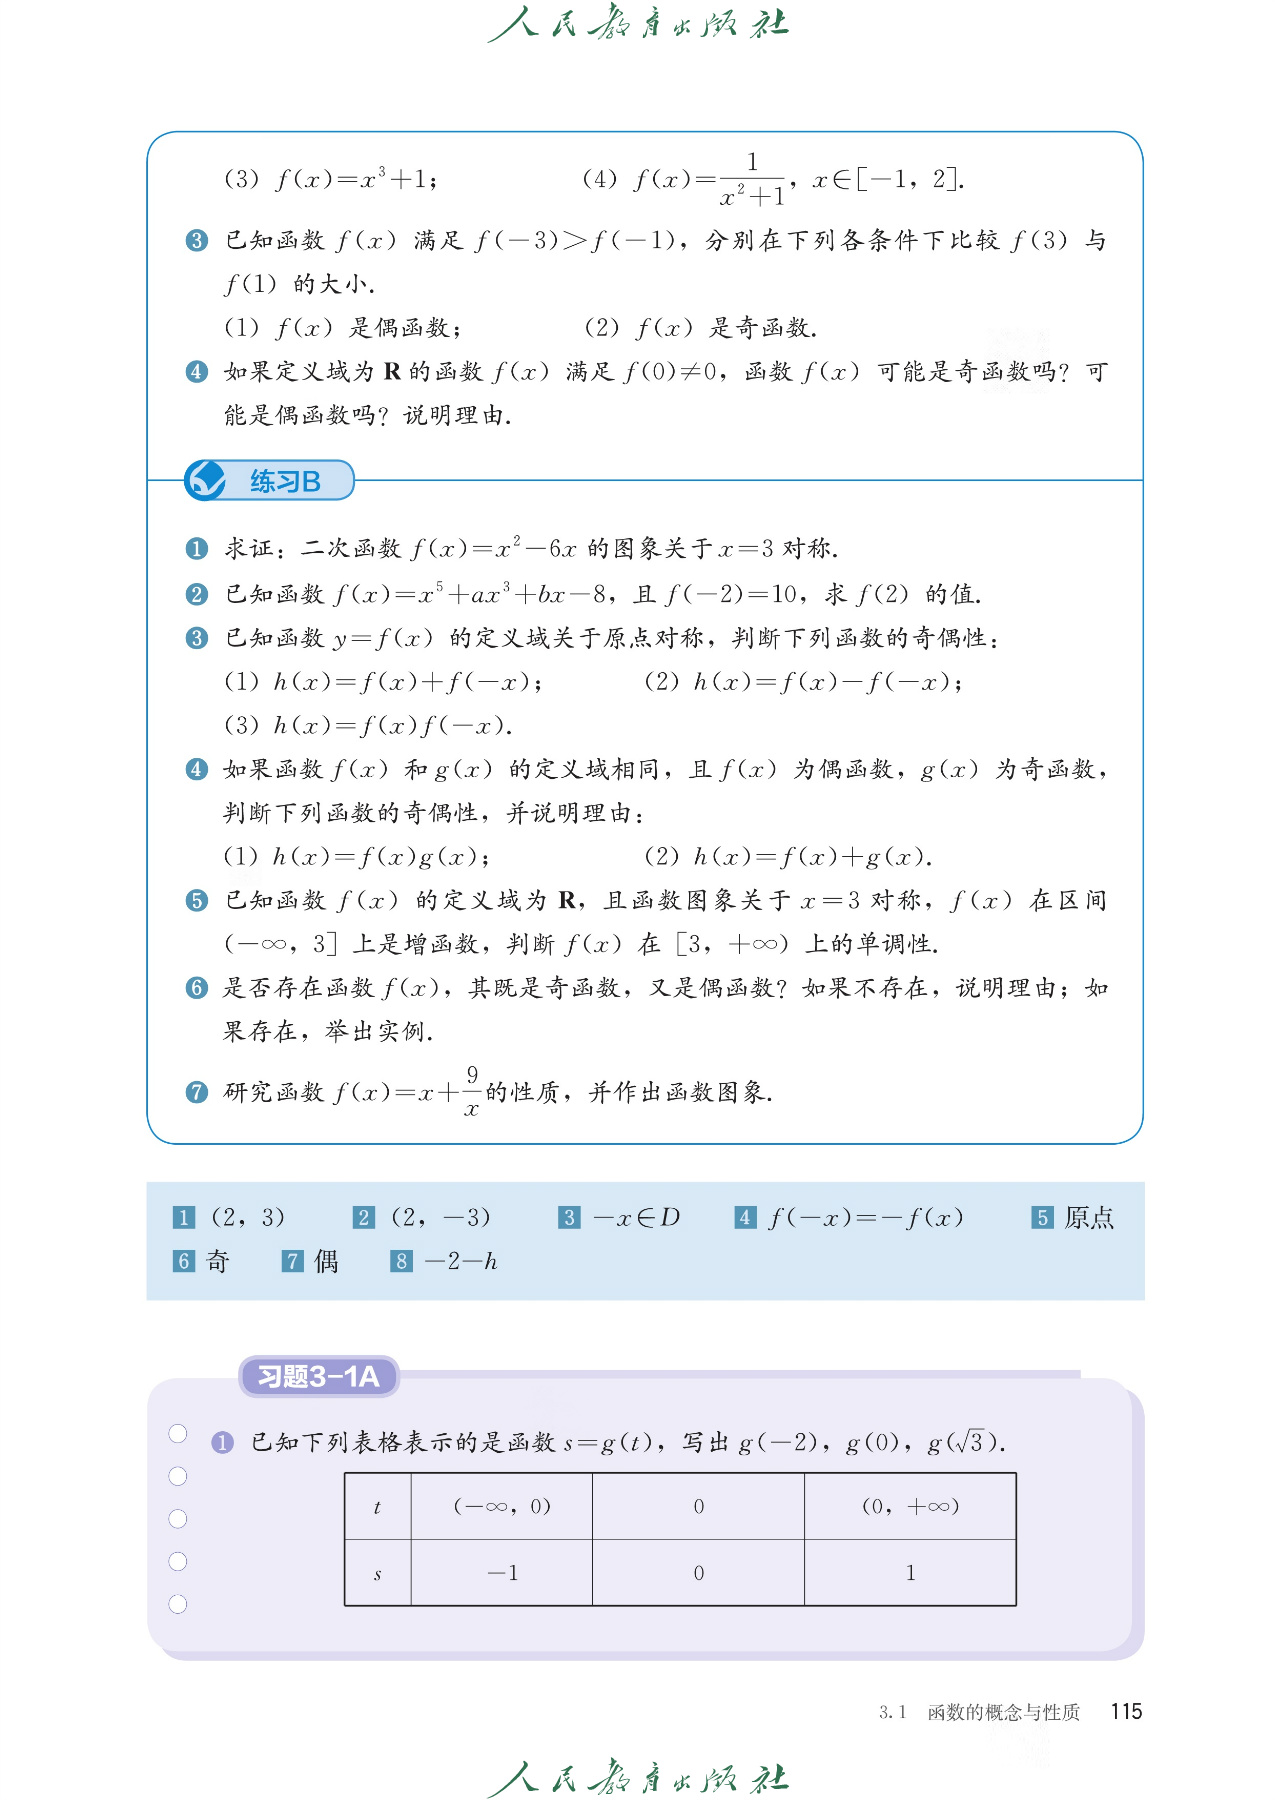 人民教育出版社
(3) f(x)=x³+1; (4) f(x)=1/(x²+1), x∈[-1, 2].
3 已知函数 f(x) 满足 f(-3)>f(-1), 分别在下列各条件下比较 f(3) 与
f(1) 的大小.
(1) f(x) 是偶函数; (2) f(x) 是奇函数.
4 如果定义域为 R 的函数 f(x) 满足 f(0)≠0, 函数 f(x) 可能是奇函数吗? 可
能是偶函数吗? 说明理由.
练习B
1 求证: 二次函数 f(x)=x²-6x 的图象关于 x=3 对称.
2 已知函数 f(x)=x⁵+ax³+bx-8, 且 f(-2)=10, 求 f(2) 的值.
3 已知函数 y=f(x) 的定义域关于原点对称, 判断下列函数的奇偶性:
(1) h(x)=f(x)+f(-x); (2) h(x)=f(x)-f(-x);
(3) h(x)=f(x)f(-x).
4 如果函数 f(x) 和 g(x) 的定义域相同, 且 f(x) 为偶函数, g(x) 为奇函数,
判断下列函数的奇偶性, 并说明理由:
(1) h(x)=f(x)g(x); (2) h(x)=f(x)+g(x).
5 已知函数 f(x) 的定义域为 R, 且函数图象关于 x=3 对称, f(x) 在区间
(-∞, 3] 上是增函数, 判断 f(x) 在 [3, +∞) 上的单调性.
6 是否存在函数 f(x), 其既是奇函数, 又是偶函数? 如果不存在, 说明理由; 如
果存在, 举出实例.
7 研究函数 f(x)=x+9/x 的性质, 并作出函数图象.
1 (2, 3) 2 (2, -3) 3 -x∈D 4 f(-x)=-f(x) 5 原点
6 奇 7 偶 8 -2-h
习题3-1A
1 已知下列表格表示的是函数 s=g(t), 写出 g(-2), g(0), g(√3).
t (-∞, 0) 0 (0, +∞)
s -1 0 1
3.1 函数的概念与性质 115
人民教育出版社